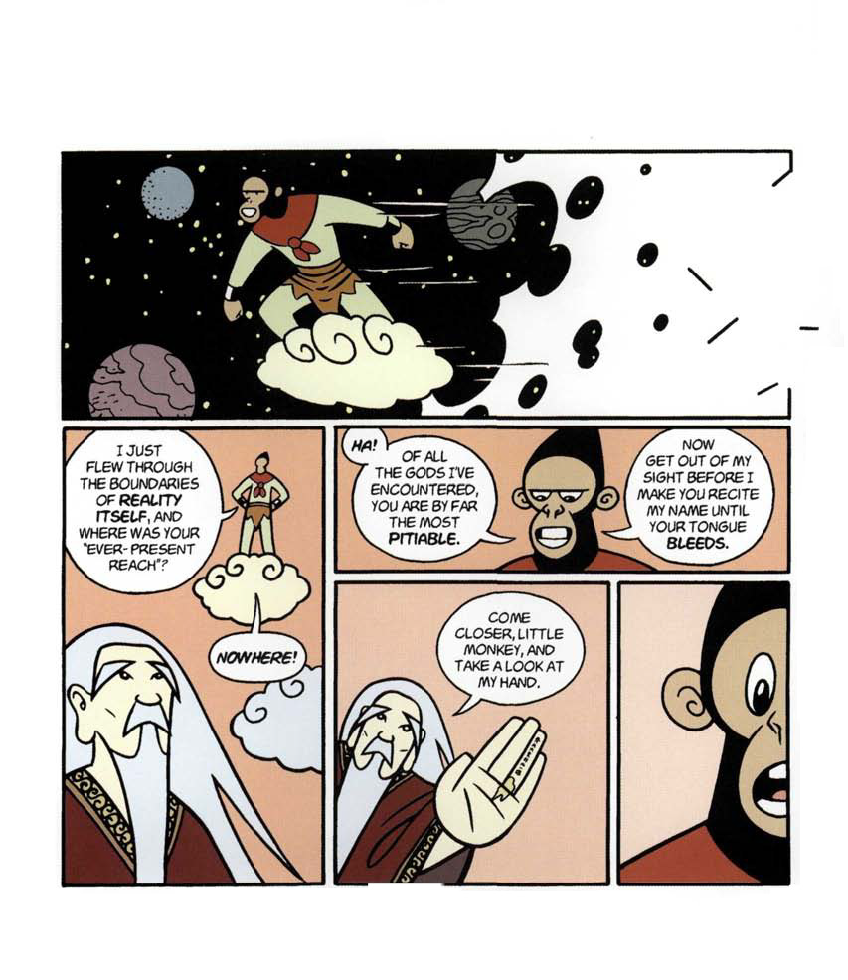 I JUST
FLEW THROUGH
THE BOUNDARIES
OF REALITY
ITSELF, AND
WHERE WAS YOUR
"EVER-PRESENT
REACH"?
NOWHERE!
HA!
OF ALL
THE GODS I'VE
ENCOUNTERED,
YOU ARE BY FAR
THE MOST
PITIABLE.
NOW
GET OUT OF MY
SIGHT BEFORE I
MAKE YOU RECITE
MY NAME UNTIL
YOUR TONGUE
BLEEDS.
COME
CLOSER, LITTLE
MONKEY, AND
TAKE A LOOK AT
MY HAND.